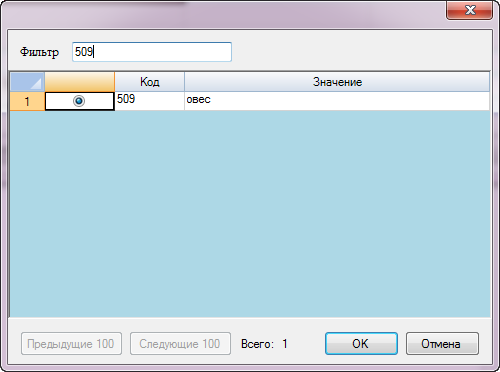 Фильтр 509
Код Значение
1 509 овес
Предыдущие 100 Следующие 100 Всего: 1 OK Отмена